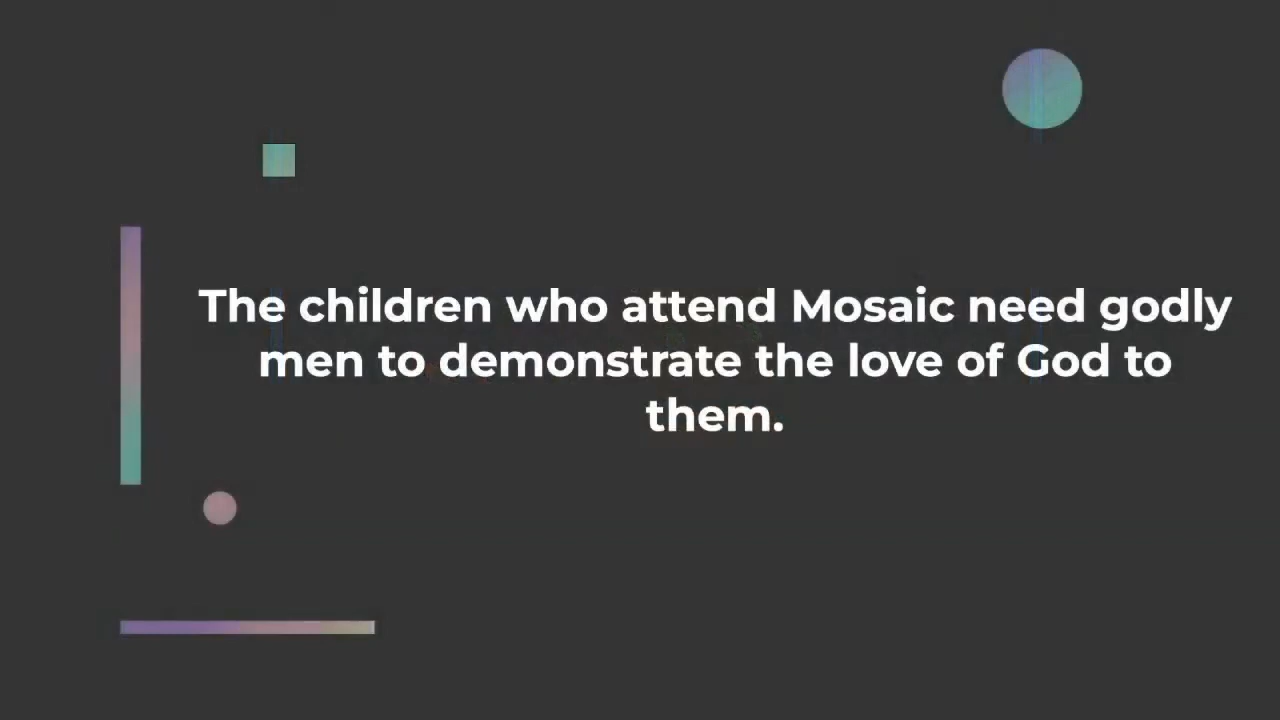 The children who attend Mosaic need godly
men to demonstrate the love of God to
them.